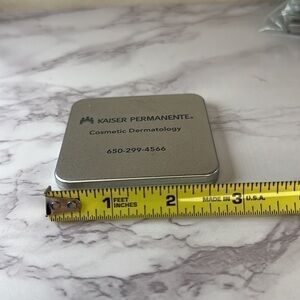 KAISER PERMANENTE®
Cosmetic Dermatology
650-299-4566
1 FEET INCHES 2 MADE IN 3 U.S.A.